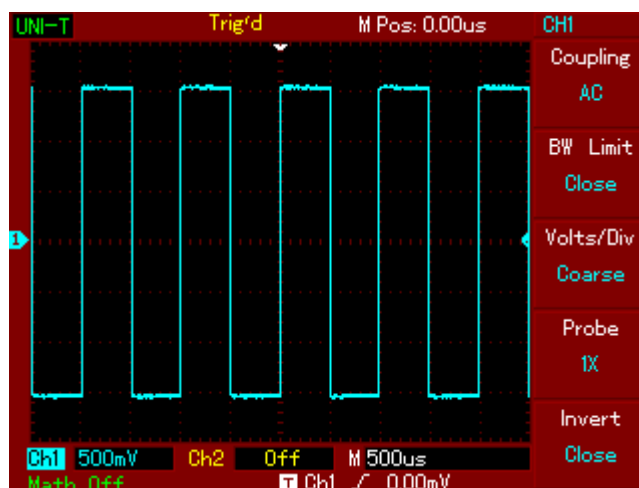 UNI-T Trig'd M Pos: 0.00us CH1
Coupling
AC
BW Limit
Close
Volts/Div
Coarse
Probe
1X
Invert
Close
1
Ch1 500mV Ch2 Off M 500us
Math Off T Ch1 0.00mV